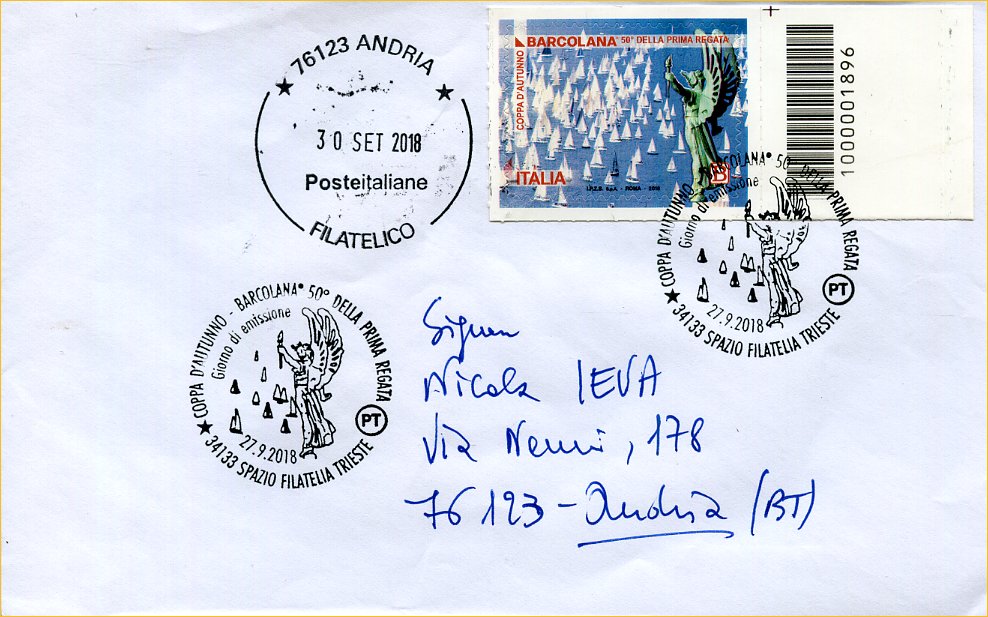 76123 ANDRIA
30 SET 2018
Posteitaliane
FILATELICO
BARCOLANA® 50° DELLA PRIMA REGATA
COPPA D'AUTUNNO
ITALIA
I.P.Z.S. S.p.A. - ROMA - 2018
B
1000001896
COPPA D'AUTUNNO - BARCOLANA® 50° DELLA PRIMA REGATA
Giorno di emissione
27.9.2018
PT
34133 SPAZIO FILATELIA TRIESTE
COPPA D'AUTUNNO - BARCOLANA® 50° DELLA PRIMA REGATA
Giorno di emissione
27.9.2018
PT
34133 SPAZIO FILATELIA TRIESTE
Nicola IEVA
Via Nenni, 178
76123 - Andria (BT)